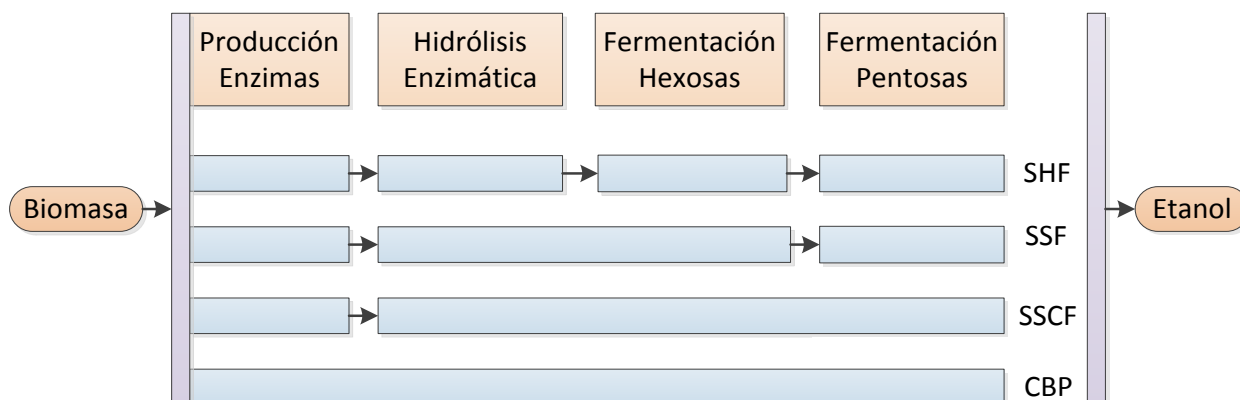 Producción
Enzimas
Hidrólisis
Enzimática
Fermentación
Hexosas
Fermentación
Pentosas
SHF
Biomasa
Etanol
SSF
SSCF
CBP